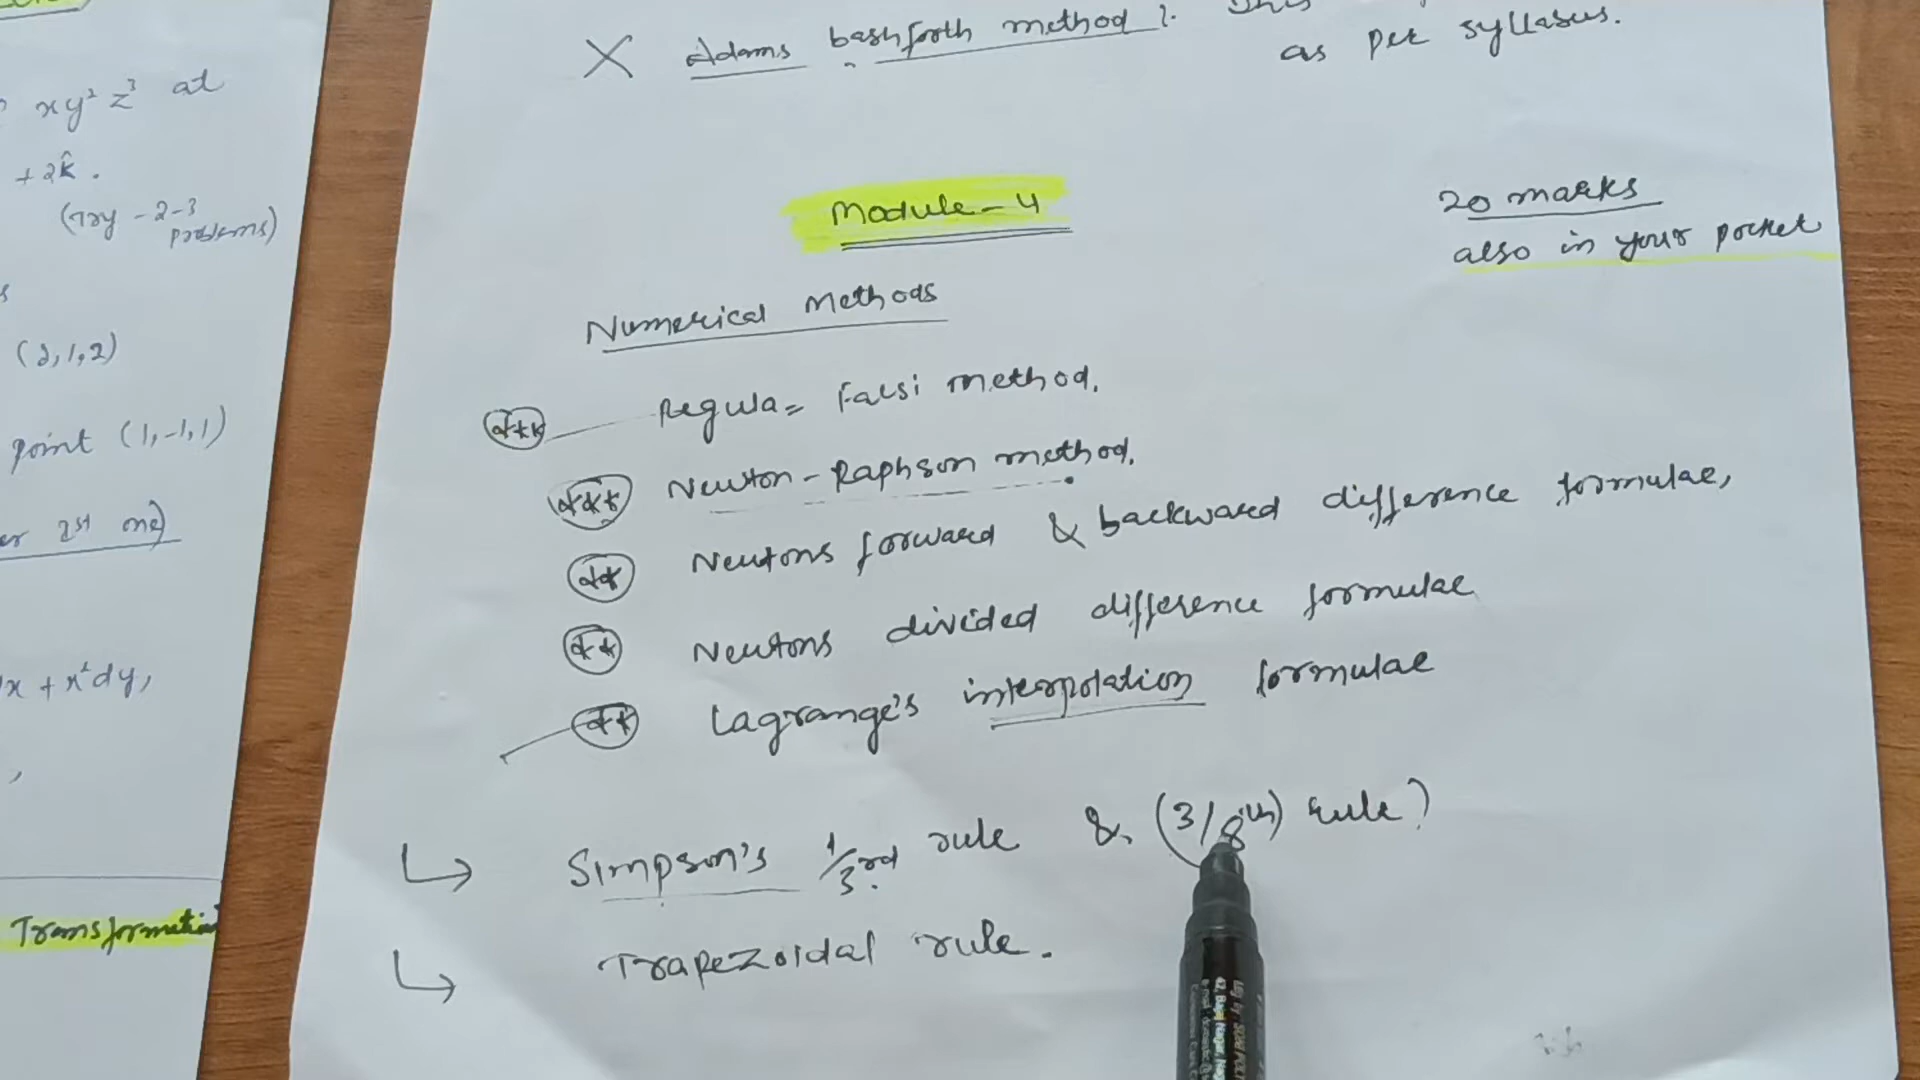 X Adams bashforth method ?. This
as per syllabus.
xy² z³ at
+ 2k̂ .
(Try - 2-3
problems)
(2,1,2)
point (1,-1,1)
er 2st one)
x + x²dy,
Transformation
Module - 4
20 marks
also in your pocket
Numerical Methods
*** Regula = Falsi method.
*** Newton - Raphson method.
** Newtons forward & backward difference formulae,
** Newtons divided difference formulae
** Lagrange's interpolation formulae
↳ Simpson's 1/3rd rule & (3/8th) rule ?
↳ Trapezoidal rule .